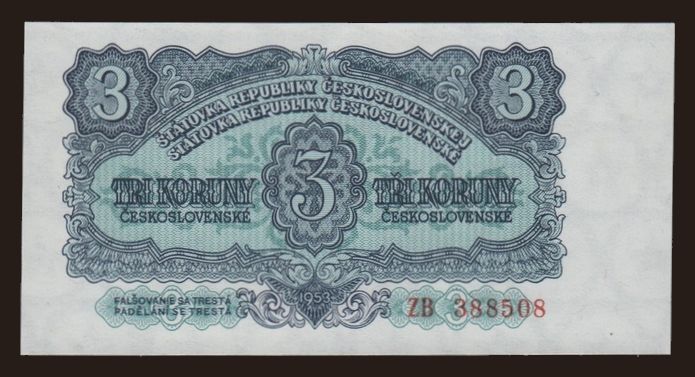 3 3
ŠTÁTOVKA REPUBLIKY ČESKOSLOVENSKEJ
STÁTOVKA REPUBLIKY ČESKOSLOVENSKÉ
TRI KORUNY 3 TŘI KORUNY
ČESKOSLOVENSKÉ ČESKOSLOVENSKÉ
FALŠOVANIE SA TRESTÁ
PADĚLÁNÍ SE TRESTÁ
1953
ZB 388508